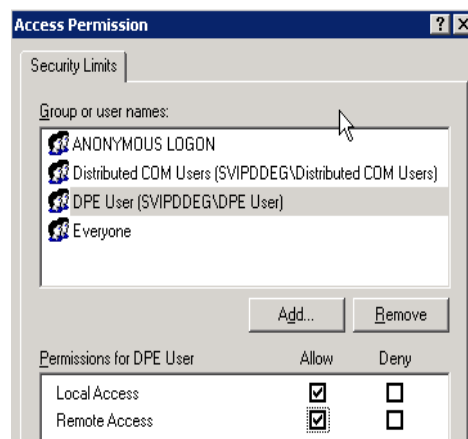 Access Permission
Security Limits
Group or user names:
ANONYMOUS LOGON
Distributed COM Users (SVIPDDEG\Distributed COM Users)
DPE User (SVIPDDEG\DPE User)
Everyone
Add... Remove
Permissions for DPE User Allow Deny
Local Access
Remote Access